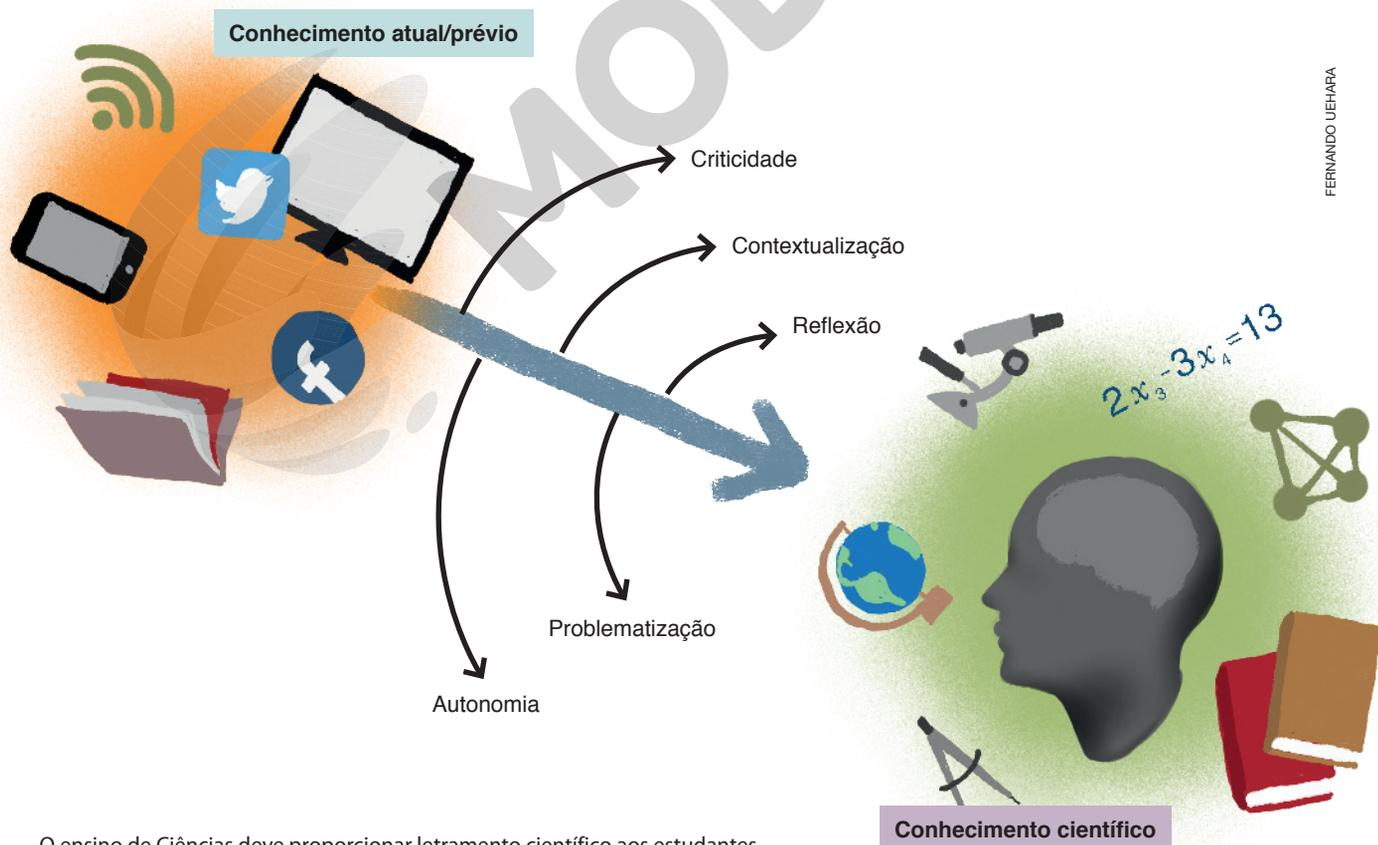 Conhecimento atual/prévio
FERNANDO UEHARA
Criticidade
Contextualização
Reflexão
2x₃-3x₄=13
Problematização
Autonomia
Conhecimento científico
O ensino de Ciências deve proporcionar letramento científico aos estudantes